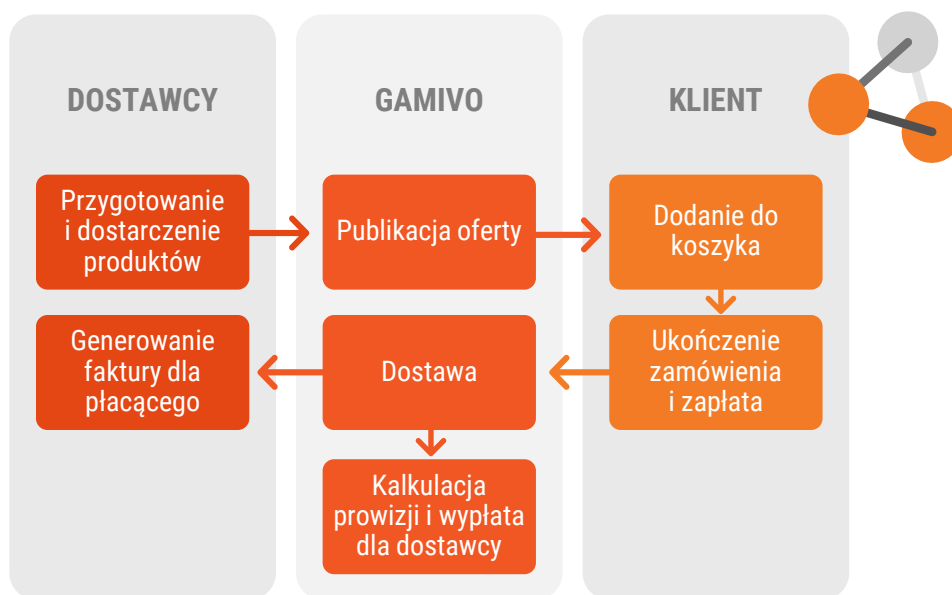 DOSTAWCY
GAMIVO
KLIENT
Przygotowanie
i dostarczenie
produktów
Publikacja oferty
Dodanie do
koszyka
Generowanie
faktury dla
płacącego
Dostawa
Ukończenie
zamówienia
i zapłata
Kalkulacja
prowizji i wypłata
dla dostawcy